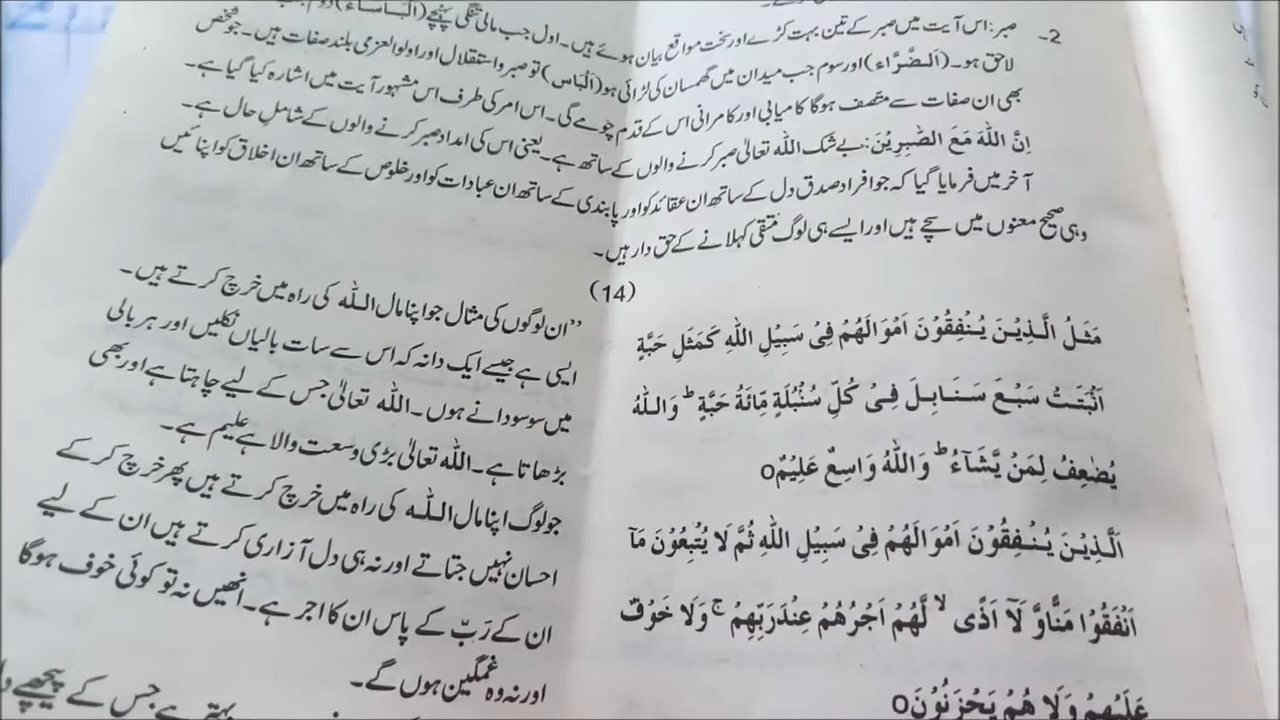 2۔ صبر: اس آیت میں صبر کے تین بہت کڑے اور سخت مواقع بیان ہوئے ہیں۔ اول جب مالی تنگی پہنچے (اَلْبَاْسَاء) دوم جب
لاحق ہو۔ (اَلضَّرَّاء) اور سوم جب میدان میں گھمسان کی لڑائی ہو (اَلْبَاْس) تو صبر و استقلال اور اولوالعزمی بلند صفات ہیں۔ جو شخص
بھی ان صفات سے متصف ہوگا کامیابی اور کامرانی اس کے قدم چومے گی۔ اس امر کی طرف اس مشہور آیت میں اشارہ کیا گیا ہے۔
اِنَّ اللّٰهَ مَعَ الصّٰبِرِيْنَ: بے شک اللہ تعالیٰ صبر کرنے والوں کے ساتھ ہے۔ یعنی اس کی امداد صبر کرنے والوں کے شامل حال ہے۔
آخر میں فرمایا گیا کہ جو افراد صدق دل کے ساتھ ان عقائد کو اور پابندی کے ساتھ ان عبادات کو اور خلوص کے ساتھ ان اخلاق کو اپنائیں
وہی صحیح معنوں میں سچے ہیں اور ایسے ہی لوگ متقی کہلانے کے حق دار ہیں۔
(14)
مَثَلُ الَّذِيْنَ يُنْفِقُوْنَ اَمْوَالَهُمْ فِىْ سَبِيْلِ اللّٰهِ كَمَثَلِ حَبَّةٍ
اَنْۢبَتَتْ سَبْعَ سَنَابِلَ فِىْ كُلِّ سُنْۢبُلَةٍ مِّائَةُ حَبَّةٍ ؕ وَاللّٰهُ
يُضٰعِفُ لِمَنْ يَّشَآءُ ؕ وَاللّٰهُ وَاسِعٌ عَلِيْمٌ o
اَلَّذِيْنَ يُنْفِقُوْنَ اَمْوَالَهُمْ فِىْ سَبِيْلِ اللّٰهِ ثُمَّ لَا يُتْبِعُوْنَ مَآ
اَنْفَقُوْا مَنًّا وَّ لَآ اَذًى ۙ لَّهُمْ اَجْرُهُمْ عِنْدَ رَبِّهِمْ ۚ وَلَا خَوْفٌ
عَلَيْهِمْ وَلَا هُمْ يَحْزَنُوْنَ o
”ان لوگوں کی مثال جو اپنا مال اللہ کی راہ میں خرچ کرتے ہیں۔
ایسی ہے جیسے ایک دانہ کہ اس سے سات بالیاں نکلیں اور ہر بالی
میں سو سو دانے ہوں۔ اللہ تعالیٰ جس کے لیے چاہتا ہے اور بھی
بڑھاتا ہے۔ اللہ تعالیٰ بڑی وسعت والا ہے علیم ہے۔
جو لوگ اپنا مال اللہ کی راہ میں خرچ کرتے ہیں پھر خرچ کر کے
احسان نہیں جتاتے اور نہ ہی دل آزاری کرتے ہیں ان کے لیے
ان کے رَبّ کے پاس ان کا اجر ہے۔ انھیں نہ تو کوئی خوف ہوگا
اور نہ وہ غمگین ہوں گے۔
بہتر ہے جس کے پیچھے